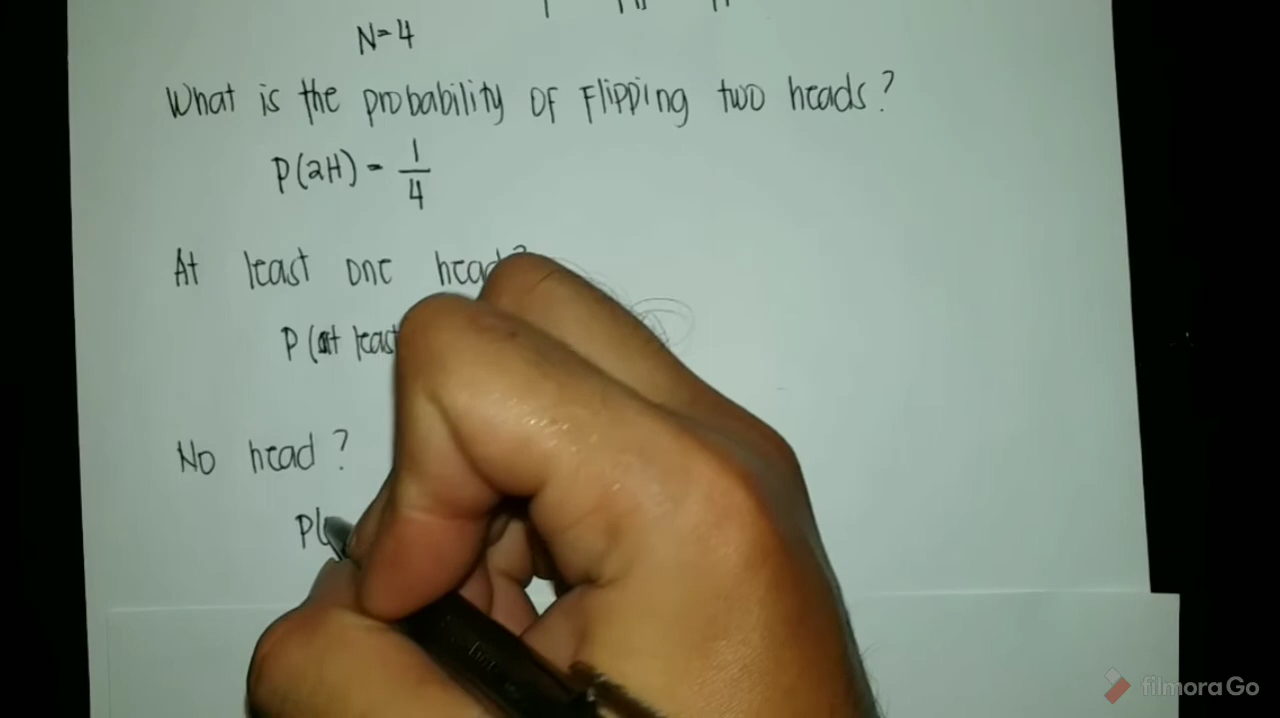 N=4
What is the probability of flipping two heads?
P(2H) = 1/4
At least one head?
P(at least
No head?
P(
filmoraGo